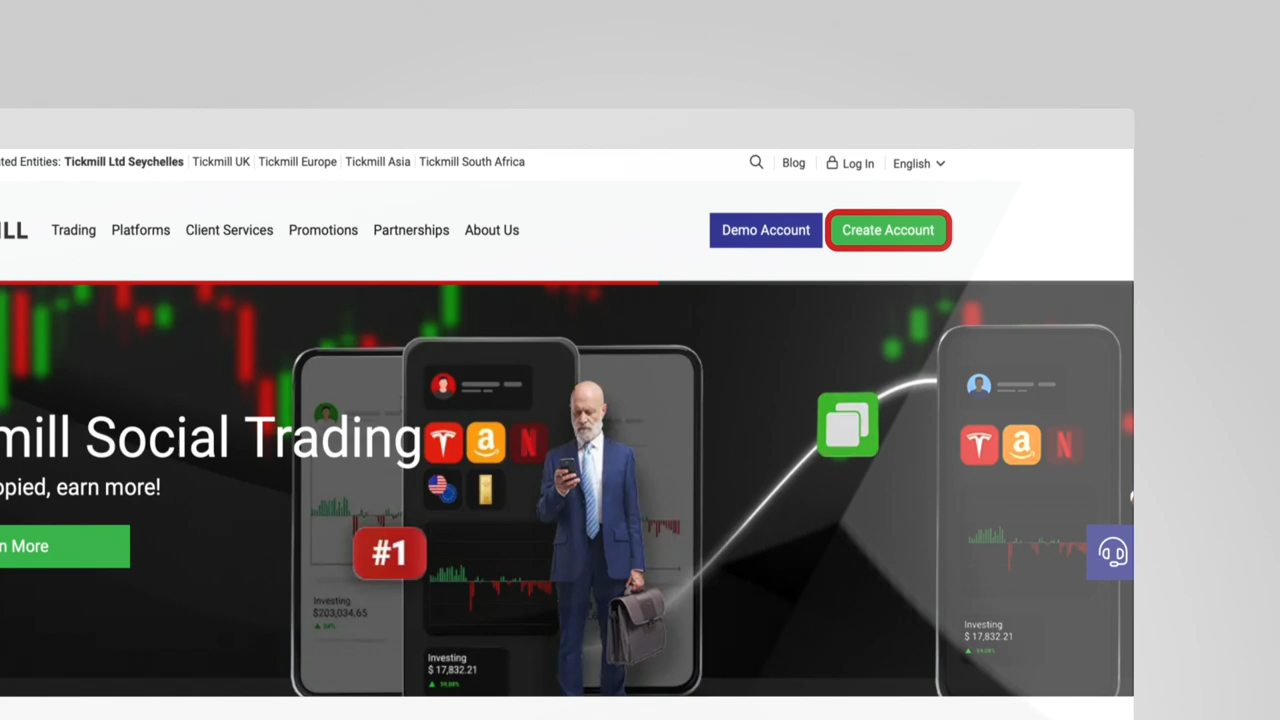 ted Entities: Tickmill Ltd Seychelles Tickmill UK Tickmill Europe Tickmill Asia Tickmill South Africa
Blog Log In English
ILL Trading Platforms Client Services Promotions Partnerships About Us
Demo Account Create Account
mill Social Trading
opied, earn more!
n More
#1
Investing
$203,034.65
Investing
$ 17,832.21
Investing
$ 17,832.21